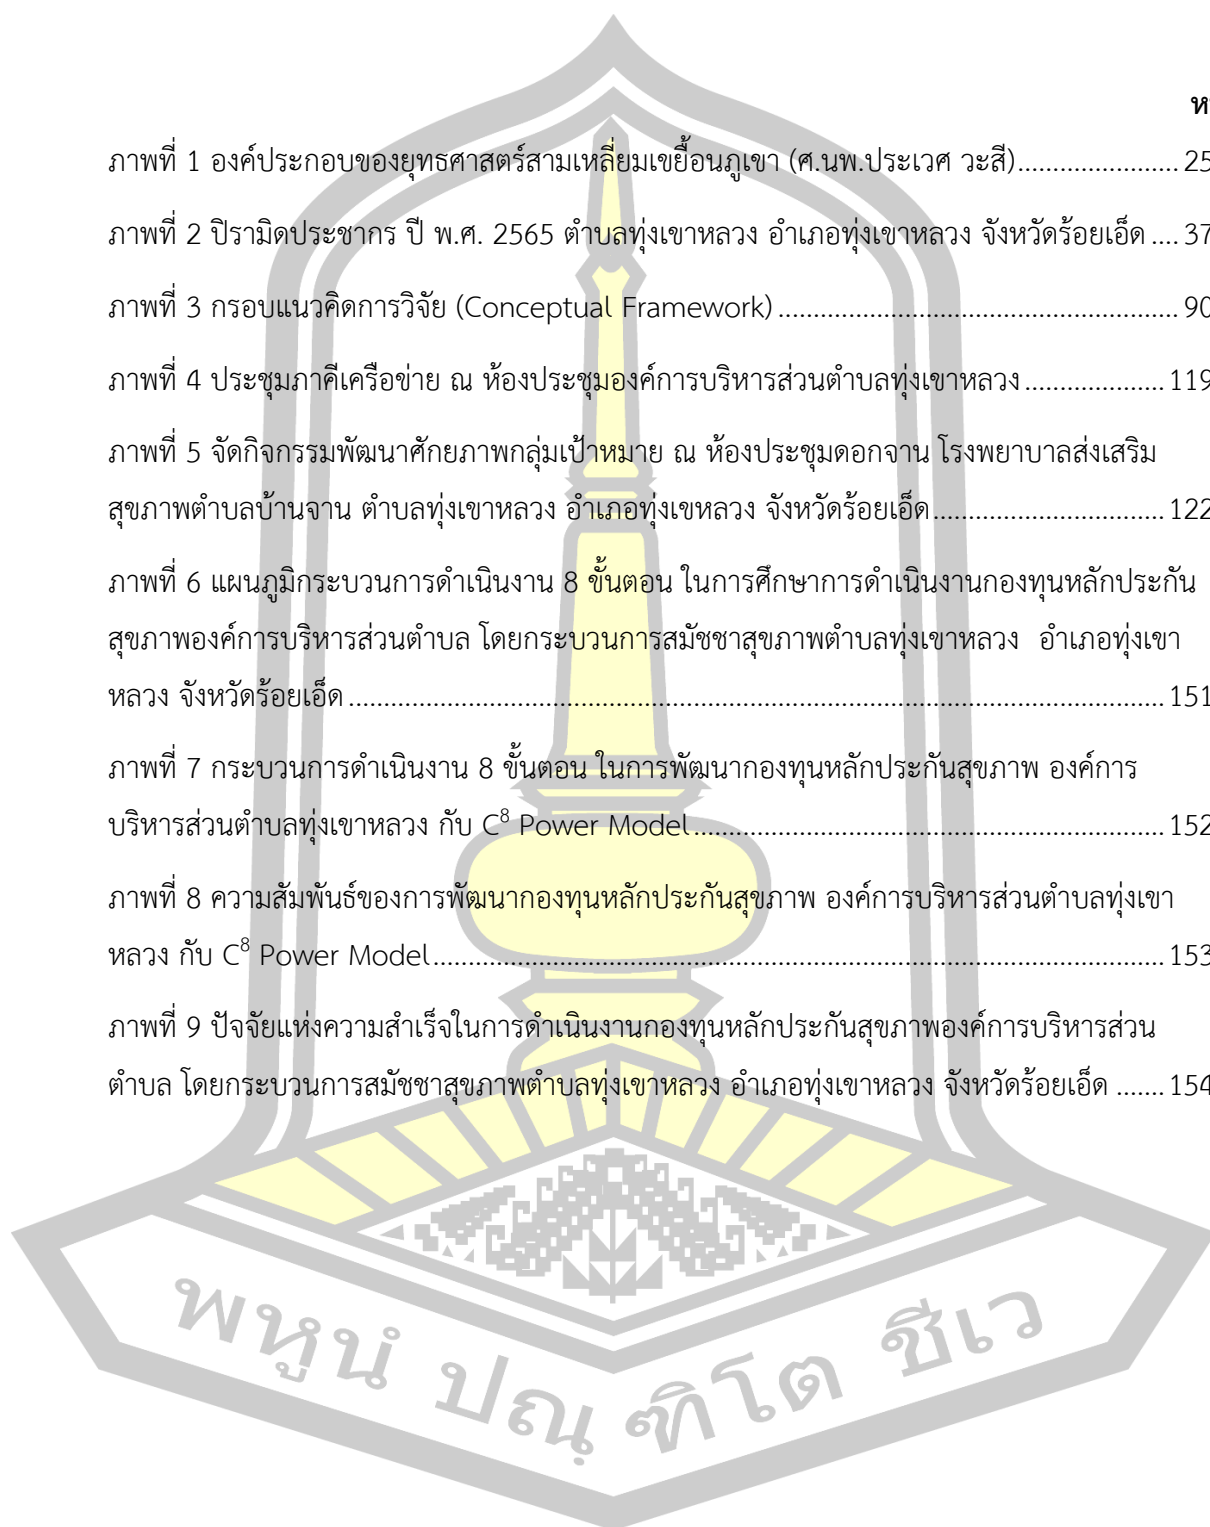 ภาพที่ 1 องค์ประกอบของยุทธศาสตร์สามเหลี่ยมเขยื้อนภูเขา (ศ.นพ.ประเวศ วะสี)....................... 25
ภาพที่ 2 ปิรามิดประชากร ปี พ.ศ. 2565 ตำบลทุ่งเขาหลวง อำเภอทุ่งเขาหลวง จังหวัดร้อยเอ็ด .... 37
ภาพที่ 3 กรอบแนวคิดการวิจัย (Conceptual Framework) ......................................................... 90
ภาพที่ 4 ประชุมภาคีเครือข่าย ณ ห้องประชุมองค์การบริหารส่วนตำบลทุ่งเขาหลวง .................... 119
ภาพที่ 5 จัดกิจกรรมพัฒนาศักยภาพกลุ่มเป้าหมาย ณ ห้องประชุมดอกจาน โรงพยาบาลส่งเสริม
สุขภาพตำบลบ้านจาน ตำบลทุ่งเขาหลวง อำเภอทุ่งเขหลวง จังหวัดร้อยเอ็ด................................. 122
ภาพที่ 6 แผนภูมิกระบวนการดำเนินงาน 8 ขั้นตอน ในการศึกษาการดำเนินงานกองทุนหลักประกัน
สุขภาพองค์การบริหารส่วนตำบล โดยกระบวนการสมัชชาสุขภาพตำบลทุ่งเขาหลวง อำเภอทุ่งเขา
หลวง จังหวัดร้อยเอ็ด .................................................................................................................... 151
ภาพที่ 7 กระบวนการดำเนินงาน 8 ขั้นตอน ในการพัฒนากองทุนหลักประกันสุขภาพ องค์การ
บริหารส่วนตำบลทุ่งเขาหลวง กับ C⁸ Power Model................................................................... 152
ภาพที่ 8 ความสัมพันธ์ของการพัฒนากองทุนหลักประกันสุขภาพ องค์การบริหารส่วนตำบลทุ่งเขา
หลวง กับ C⁸ Power Model........................................................................................................ 153
ภาพที่ 9 ปัจจัยแห่งความสำเร็จในการดำเนินงานกองทุนหลักประกันสุขภาพองค์การบริหารส่วน
ตำบล โดยกระบวนการสมัชชาสุขภาพตำบลทุ่งเขาหลวง อำเภอทุ่งเขาหลวง จังหวัดร้อยเอ็ด ....... 154
พหูนํ ปณฺฑิโต ชีเว